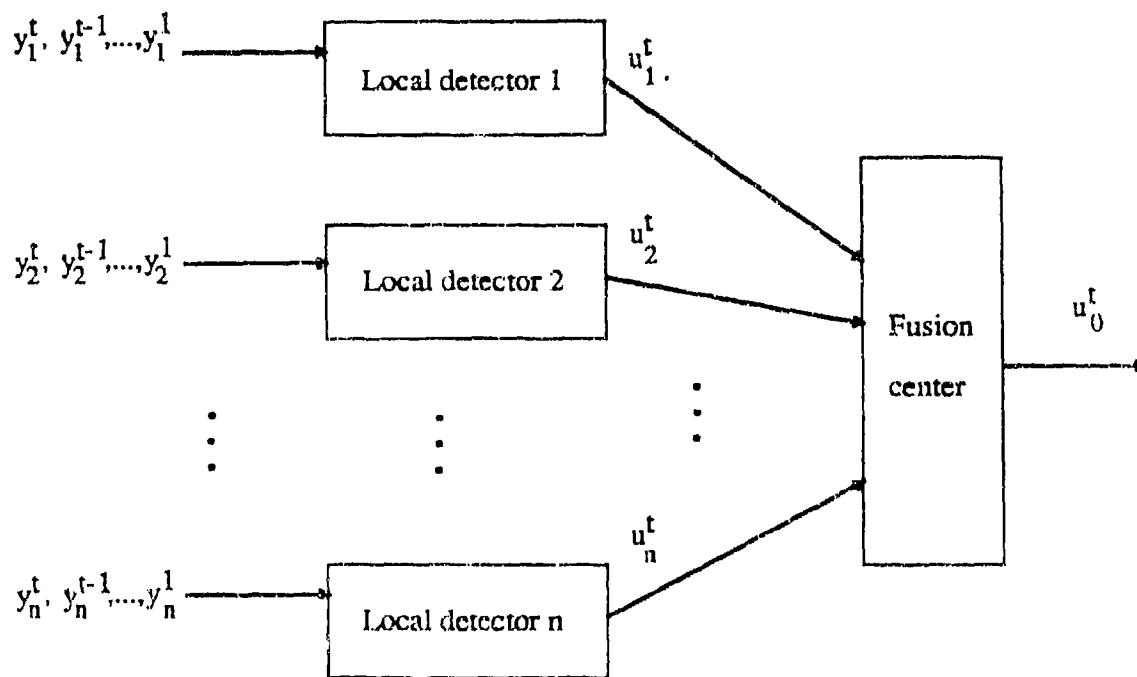 y_1^t, y_1^{t-1},...,y_1^1
Local detector 1
u_1^t.
y_2^t, y_2^{t-1},...,y_2^1
Local detector 2
u_2^t
Fusion
center
u_0^t
y_n^t, y_n^{t-1},...,y_n^1
Local detector n
u_n^t